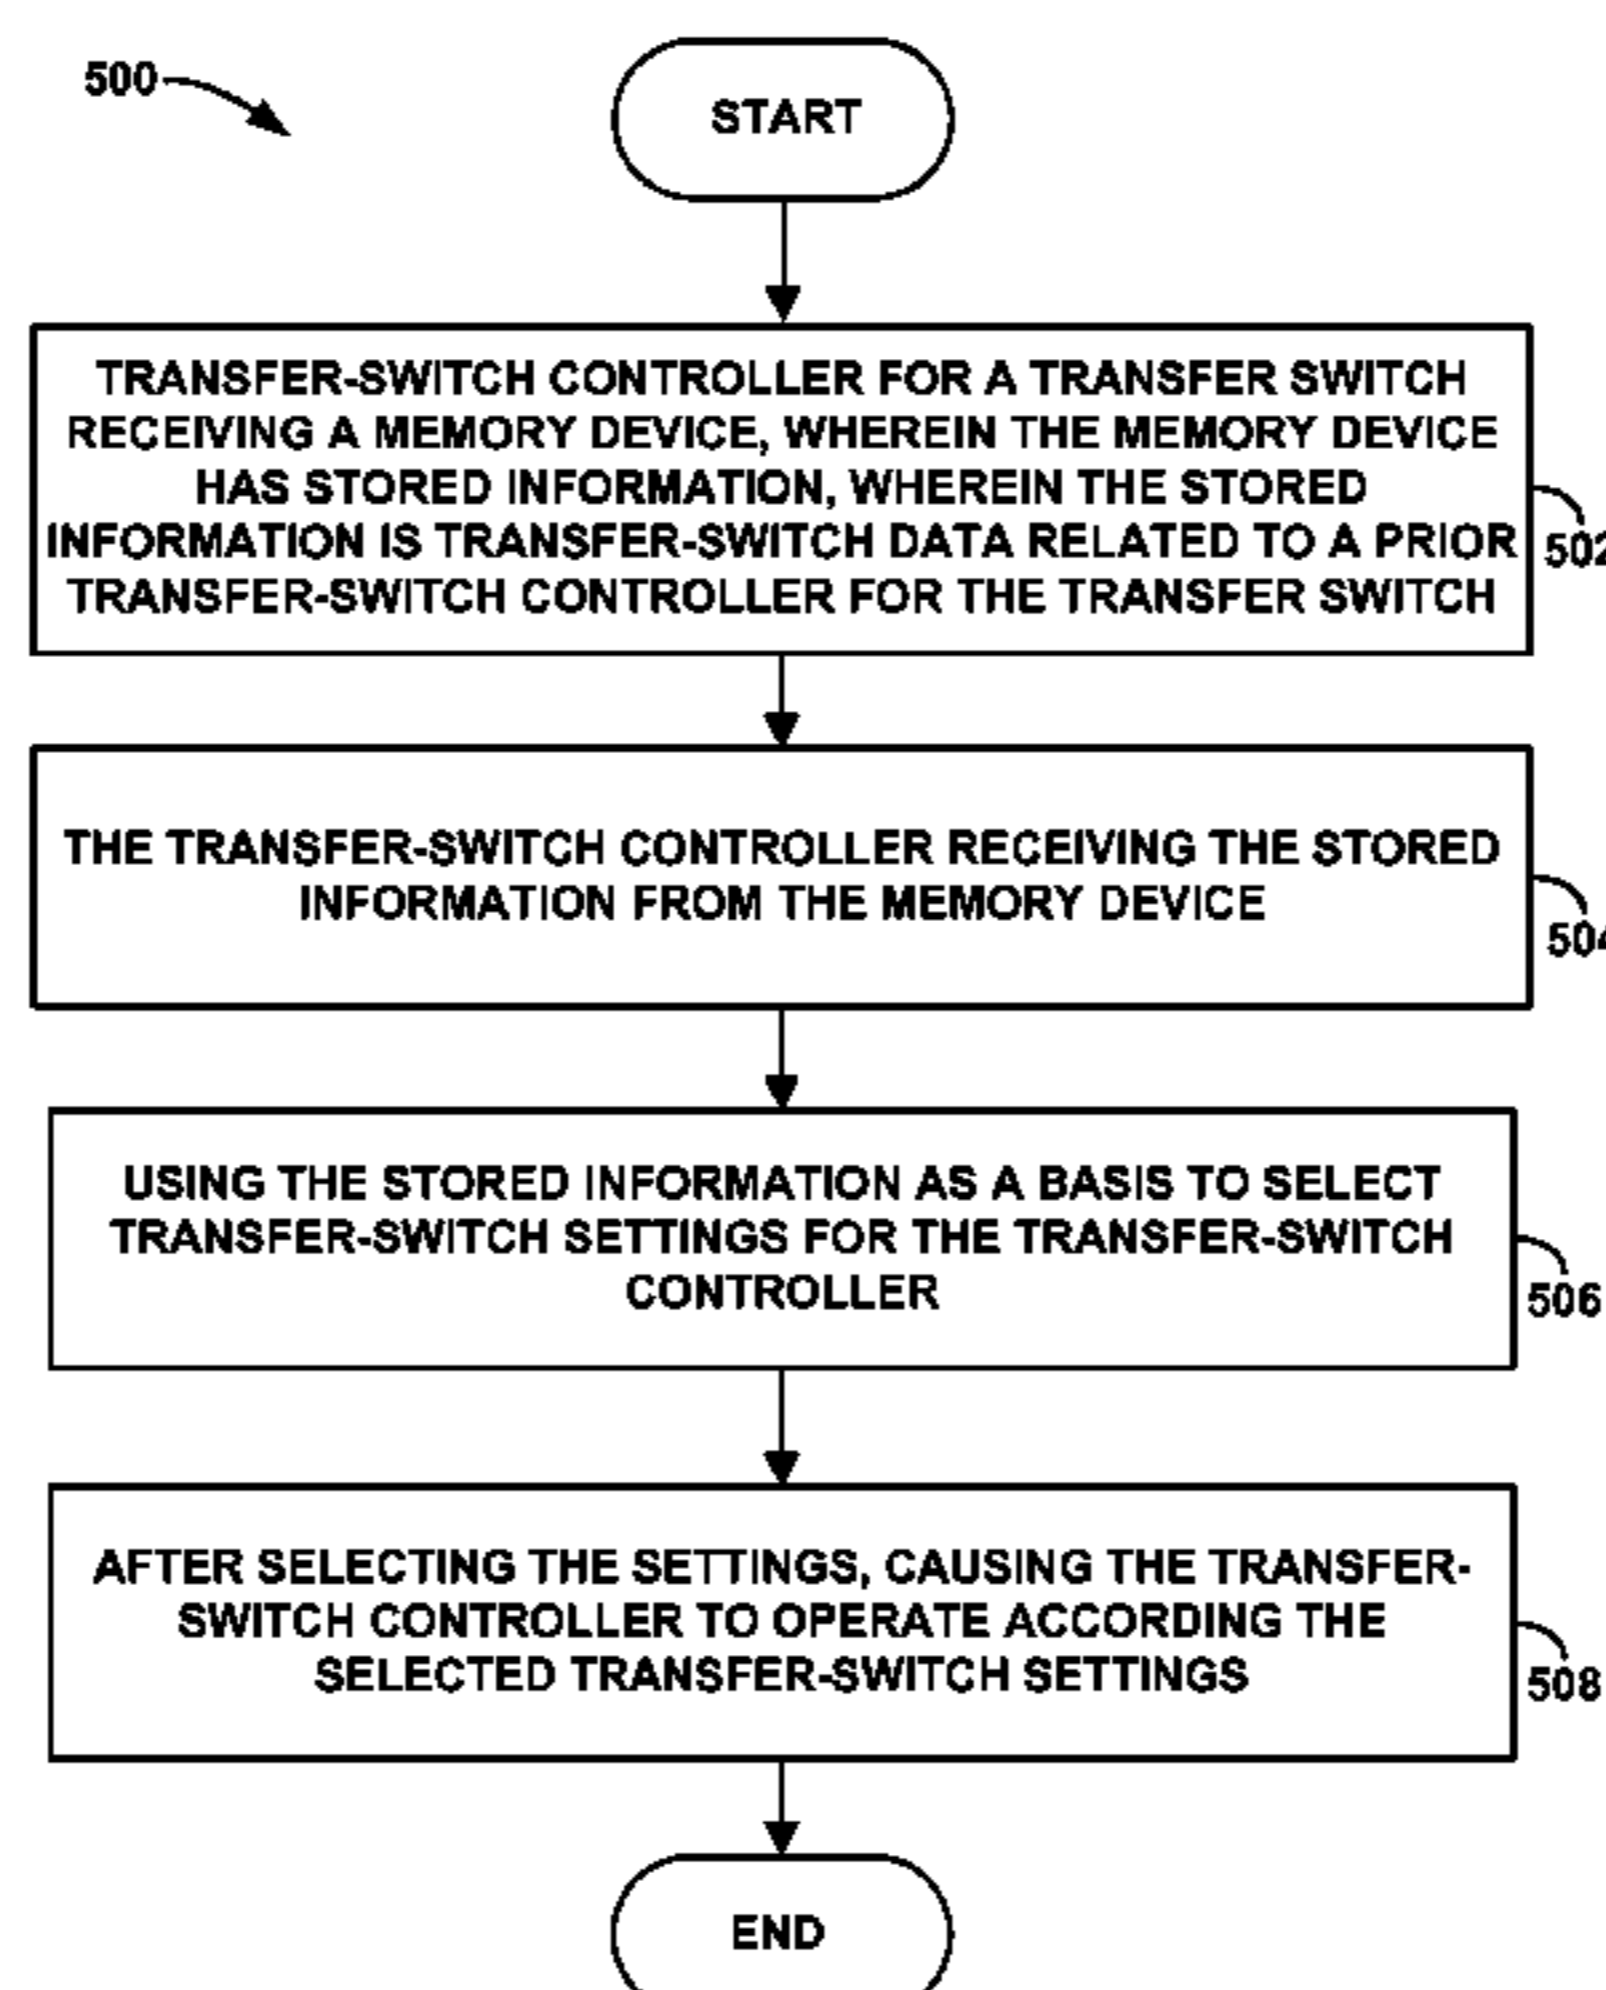 500
START
TRANSFER-SWITCH CONTROLLER FOR A TRANSFER SWITCH
RECEIVING A MEMORY DEVICE, WHEREIN THE MEMORY DEVICE
HAS STORED INFORMATION, WHEREIN THE STORED
INFORMATION IS TRANSFER-SWITCH DATA RELATED TO A PRIOR
TRANSFER-SWITCH CONTROLLER FOR THE TRANSFER SWITCH
502
THE TRANSFER-SWITCH CONTROLLER RECEIVING THE STORED
INFORMATION FROM THE MEMORY DEVICE
504
USING THE STORED INFORMATION AS A BASIS TO SELECT
TRANSFER-SWITCH SETTINGS FOR THE TRANSFER-SWITCH
CONTROLLER
506
AFTER SELECTING THE SETTINGS, CAUSING THE TRANSFER-
SWITCH CONTROLLER TO OPERATE ACCORDING THE
SELECTED TRANSFER-SWITCH SETTINGS
508
END